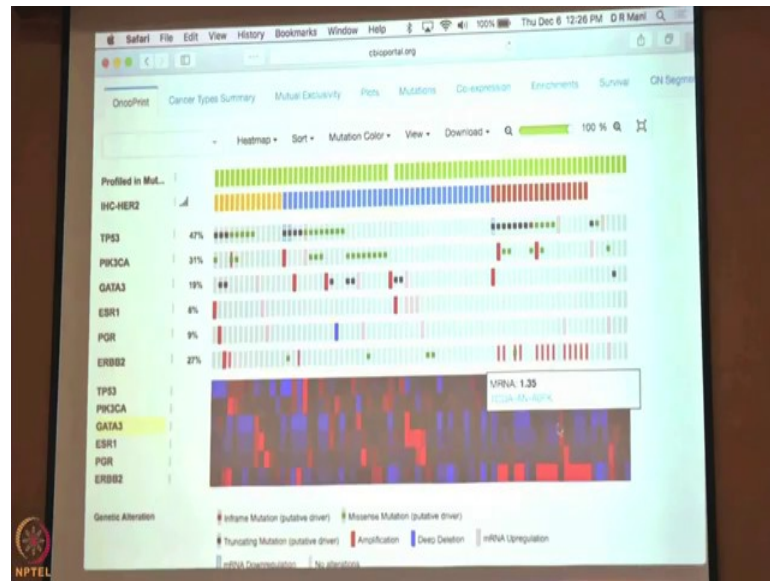 Safari File Edit View History Bookmarks Window Help 100% Thu Dec 6 12:26 PM D R Mani
cbioportal.org
OncoPrint Cancer Types Summary Mutual Exclusivity Plots Mutations Co-expression Enrichments Survival CN Segments
Heatmap Sort Mutation Color View Download 100 %
Profiled in Mut...
IHC-HER2
TP53 47%
PIK3CA 31%
GATA3 19%
ESR1 6%
PGR 9%
ERBB2 27%
MRNA: 1.35
TP53
PIK3CA
GATA3
ESR1
PGR
ERBB2
Genetic Alteration Inframe Mutation (putative driver) Missense Mutation (putative driver)
Truncating Mutation (putative driver) Amplification Deep Deletion mRNA Upregulation
mRNA Downregulation No alterations
NPTEL